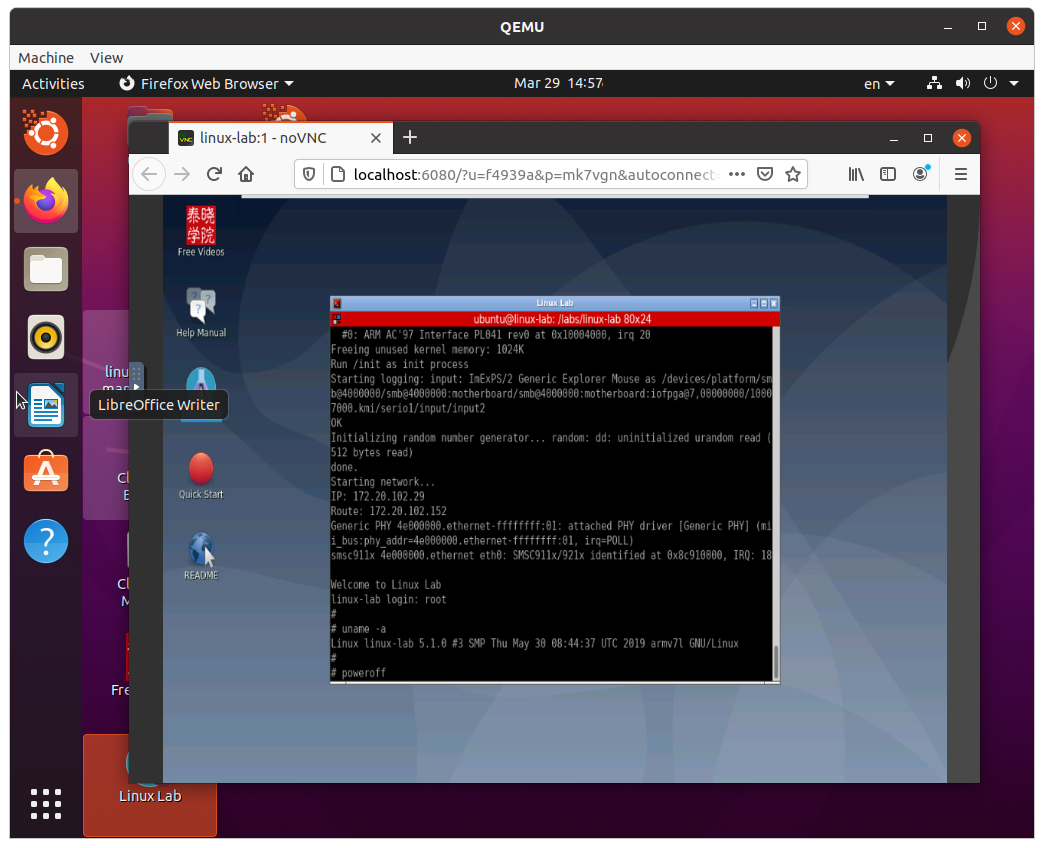 QEMU
Machine View
Activities Firefox Web Browser Mar 29 14:57 en
linux-lab:1 - noVNC
localhost:6080/?u=f4939a&p=mk7vgn&autoconnect=
泰晓
学院
Free Videos
Help Manual
Quick Start
README
Linux Lab
ubuntu@linux-lab: /labs/linux-lab 80x24
#0: ARM AC'97 Interface PL041 rev0 at 0x10004000, irq 20
Freeing unused kernel memory: 1024K
Run /init as init process
Starting logging: input: ImExPS/2 Generic Explorer Mouse as /devices/platform/sm
b@4000000/smb@4000000:motherboard/smb@4000000:motherboard:iofpga@7,00000000/1000
7000.kmi/serio1/input/input2
OK
Initializing random number generator... random: dd: uninitialized urandom read (
512 bytes read)
done.
Starting network...
IP: 172.20.102.29
Route: 172.20.102.152
Generic PHY 4e000000.ethernet-ffffffff:01: attached PHY driver [Generic PHY] (mi
i_bus:phy_addr=4e000000.ethernet-ffffffff:01, irq=POLL)
smsc911x 4e000000.ethernet eth0: SMSC911x/921x identified at 0x8c910000, IRQ: 18
Welcome to Linux Lab
linux-lab login: root
#
# uname -a
Linux linux-lab 5.1.0 #3 SMP Thu May 30 08:44:37 UTC 2019 armv7l GNU/Linux
#
# poweroff
LibreOffice Writer
Linux Lab